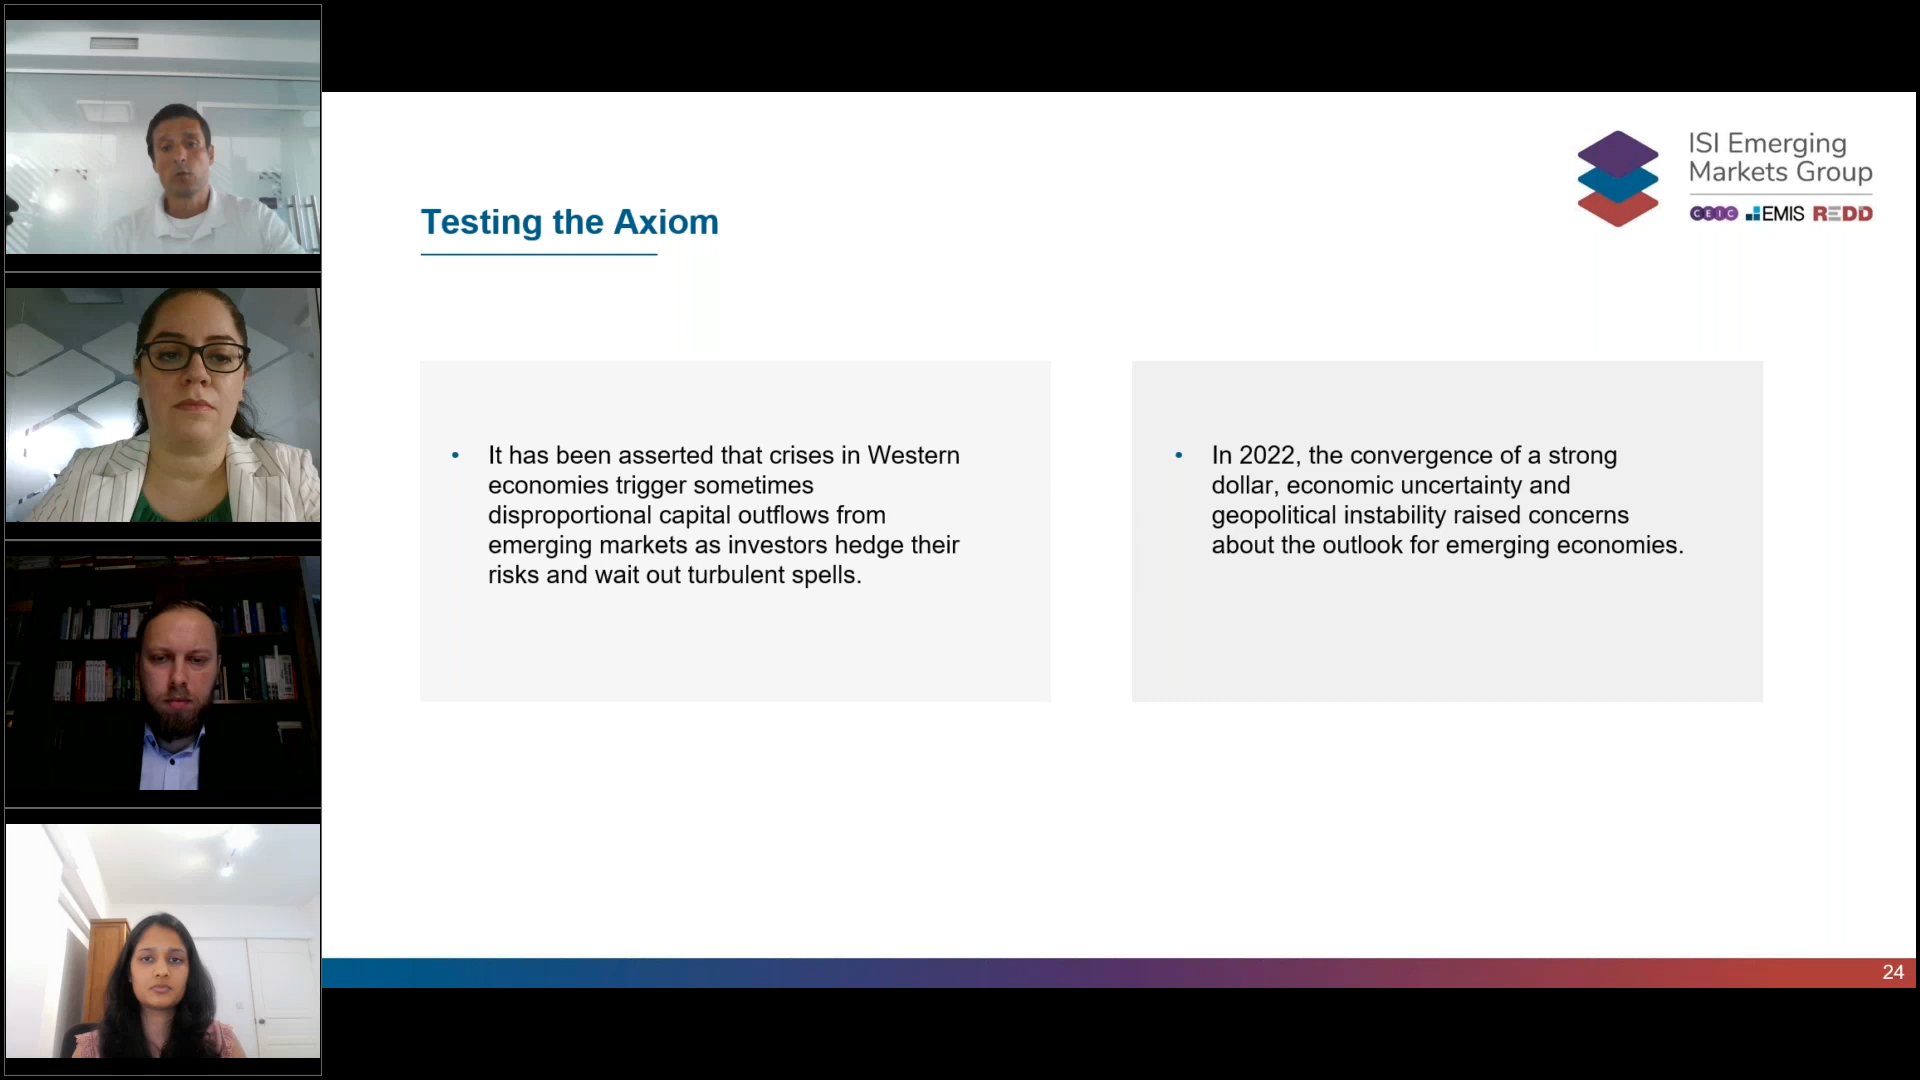 ISI Emerging
Markets Group
CEIC EMIS REDD
Testing the Axiom
• It has been asserted that crises in Western
economies trigger sometimes
disproportional capital outflows from
emerging markets as investors hedge their
risks and wait out turbulent spells.
• In 2022, the convergence of a strong
dollar, economic uncertainty and
geopolitical instability raised concerns
about the outlook for emerging economies.
24